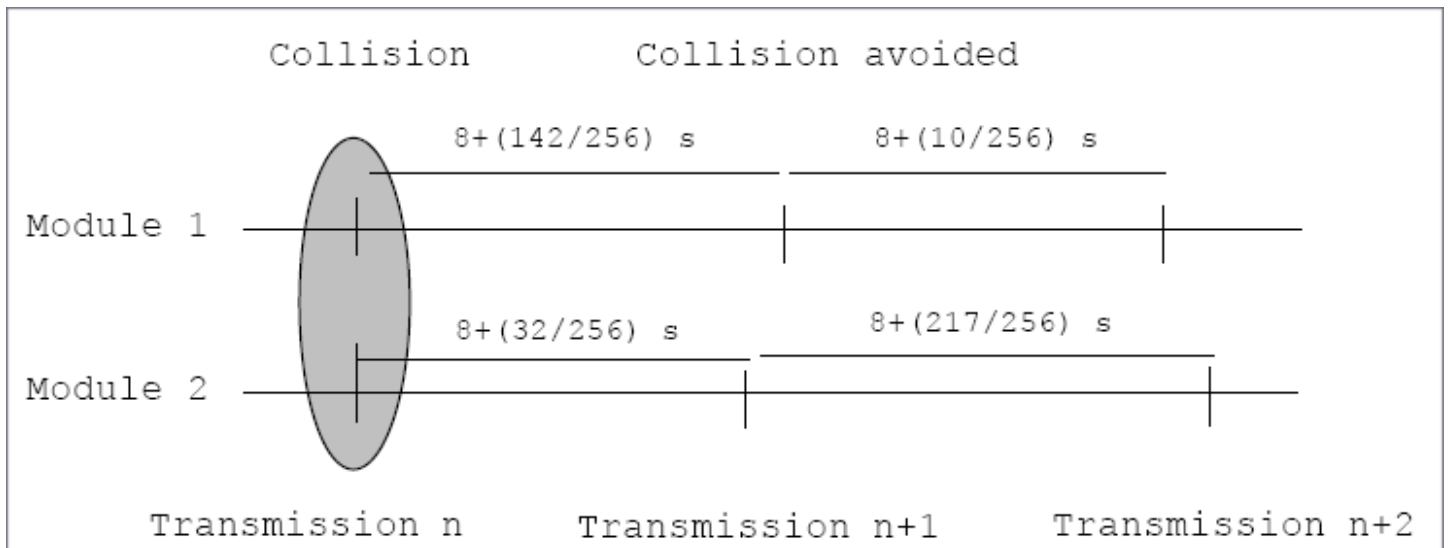 Collision Collision avoided
8+(142/256) s 8+(10/256) s
Module 1
8+(32/256) s 8+(217/256) s
Module 2
Transmission n Transmission n+1 Transmission n+2